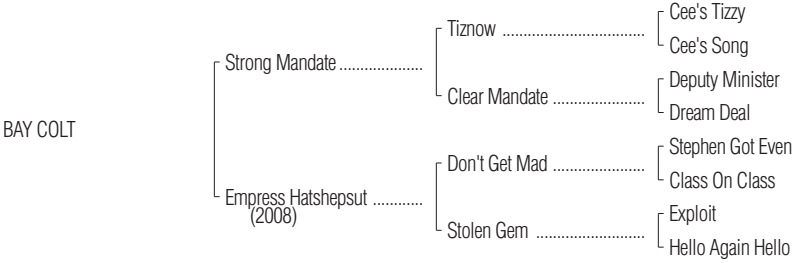 Cee's Tizzy
Tiznow ..................................
Cee's Song
Strong Mandate ....................
Deputy Minister
Clear Mandate ......................
Dream Deal
BAY COLT
Stephen Got Even
Don't Get Mad ......................
Class On Class
Empress Hatshepsut ............
(2008)
Exploit
Stolen Gem ..........................
Hello Again Hello